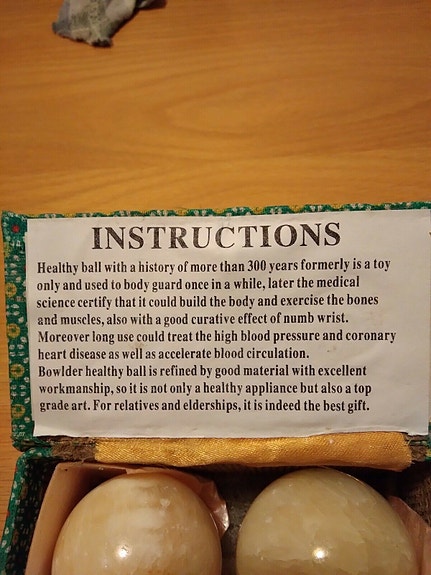 INSTRUCTIONS
Healthy ball with a history of more than 300 years formerly is a toy
only and used to body guard once in a while, later the medical
science certify that it could build the body and exercise the bones
and muscles, also with a good curative effect of numb wrist.
Moreover long use could treat the high blood pressure and coronary
heart disease as well as accelerate blood circulation.
Bowlder healthy ball is refined by good material with excellent
workmanship, so it is not only a healthy appliance but also a top
grade art. For relatives and elderships, it is indeed the best gift.